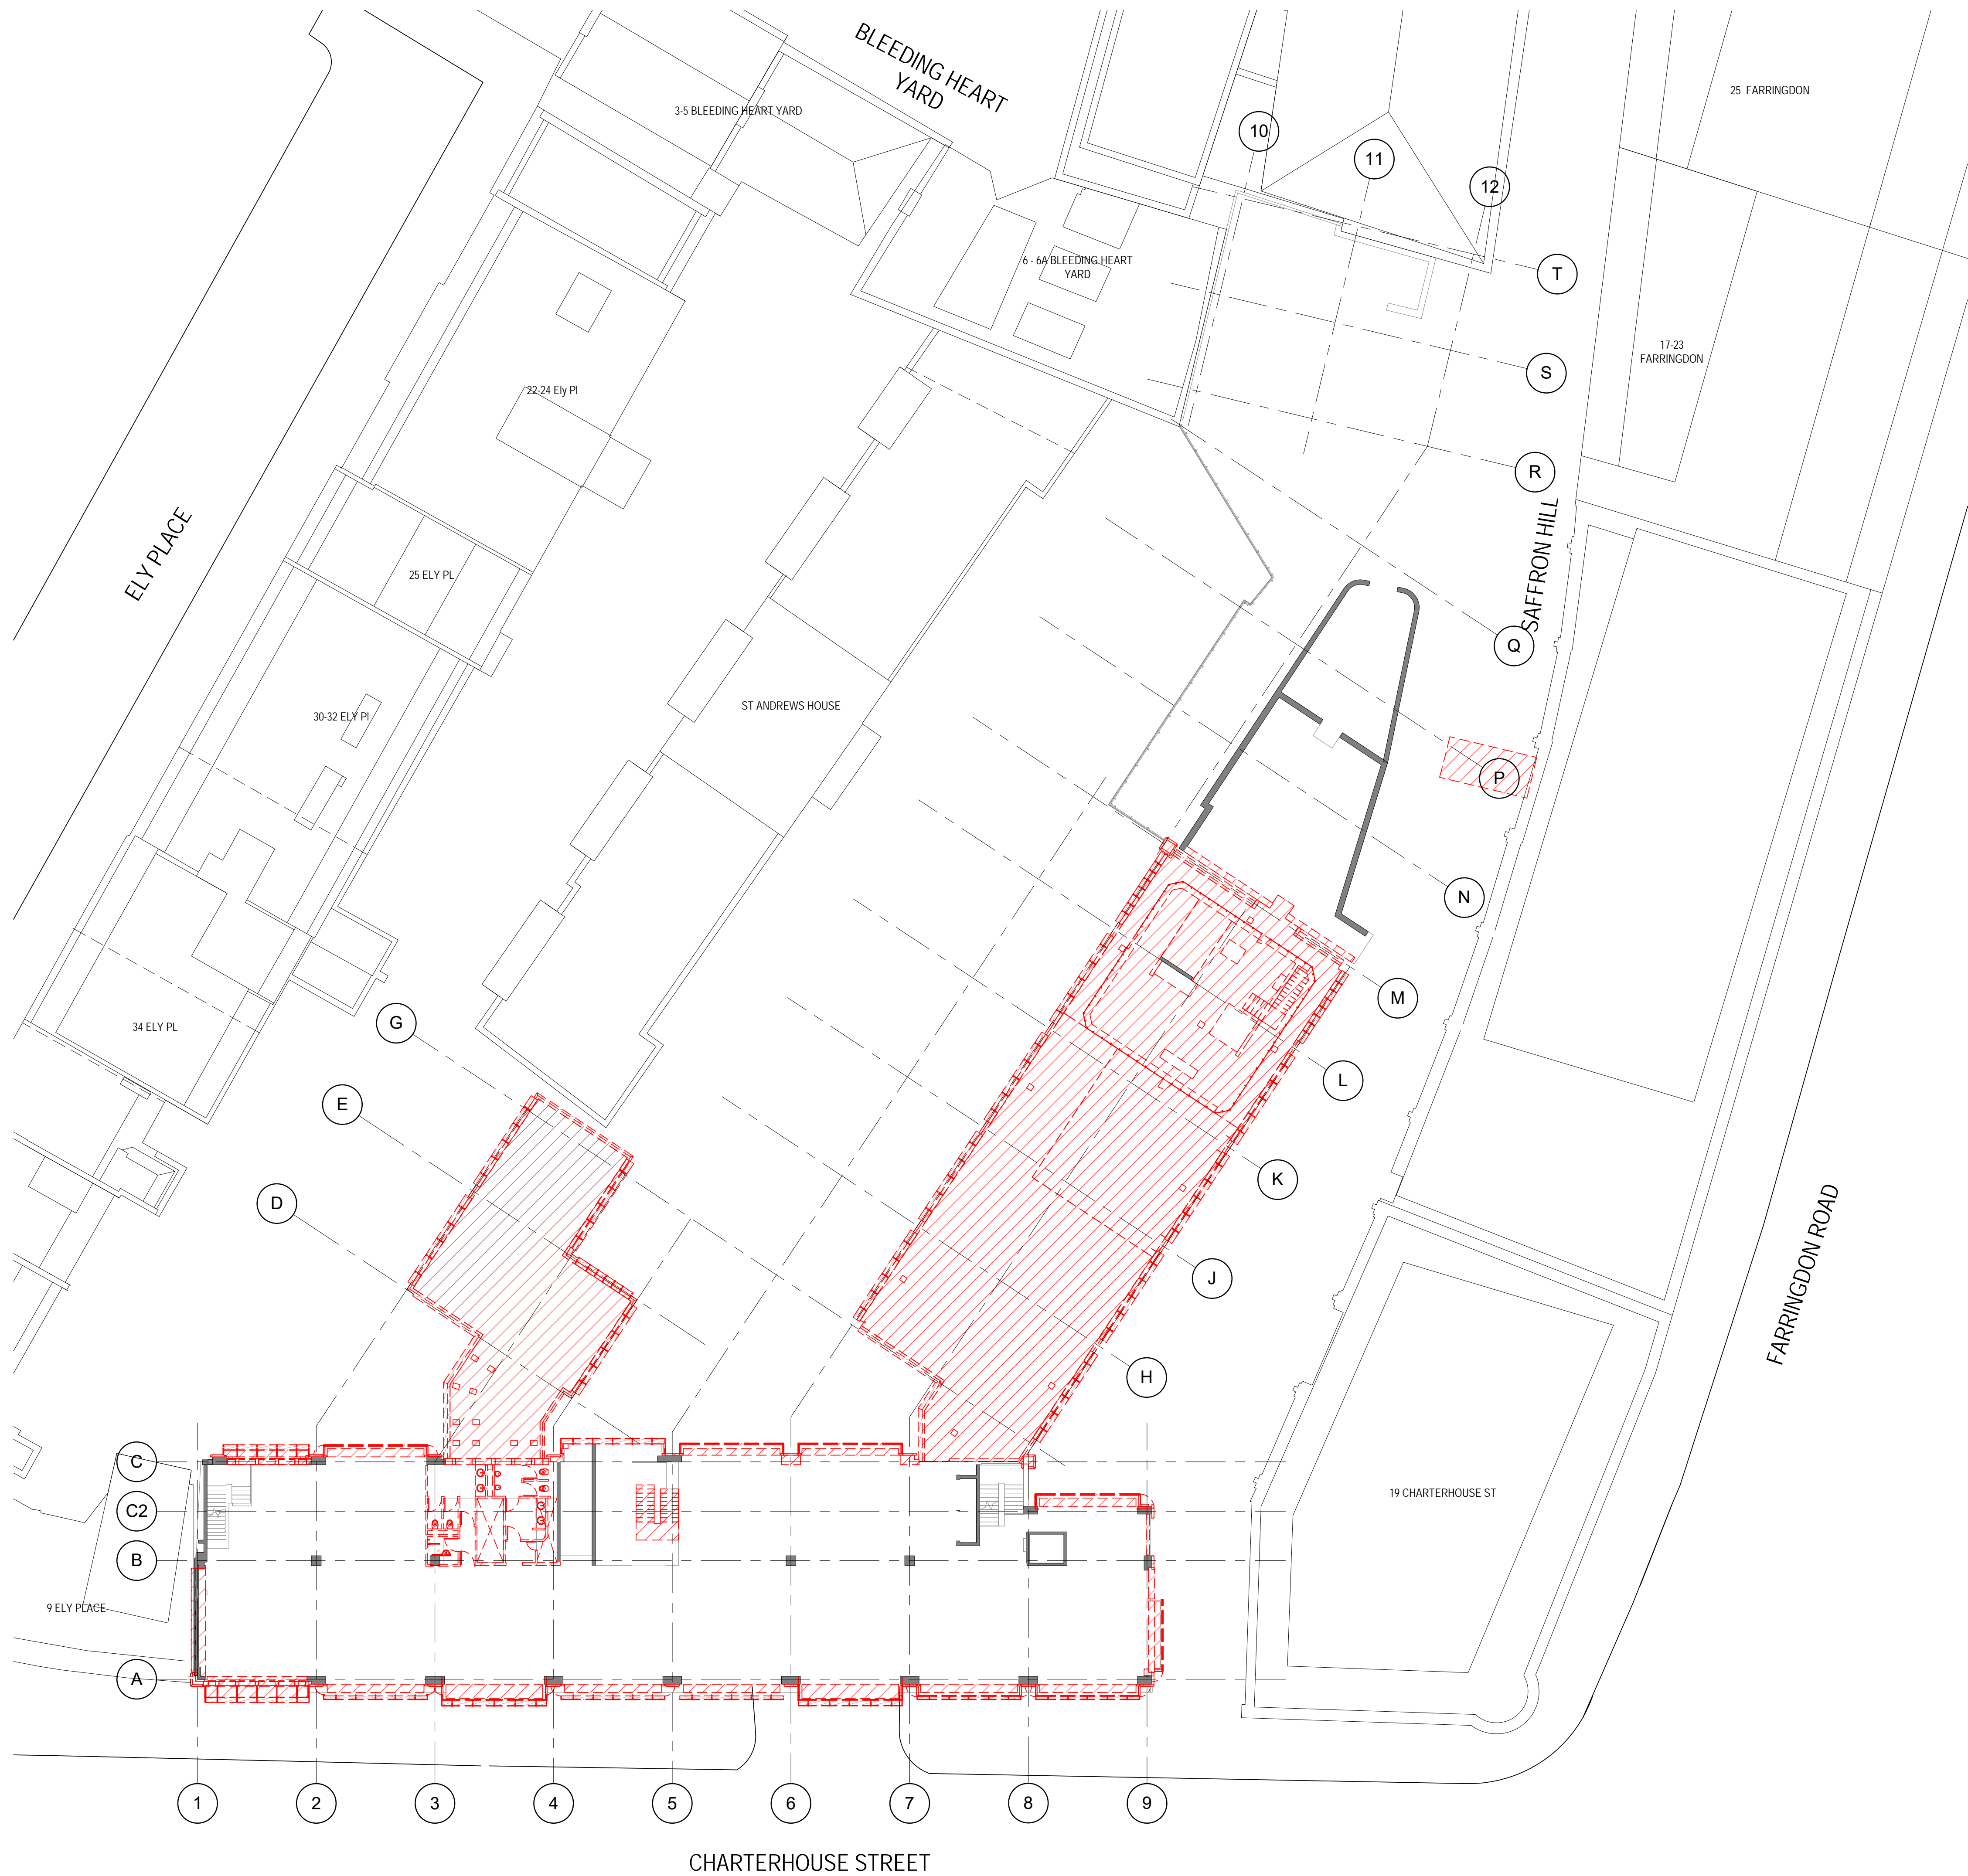 BLEEDING HEART
YARD
25 FARRINGDON
3-5 BLEEDING HEART YARD
10
11
12
6 - 6A BLEEDING HEART
YARD
T
17-23
FARRINGDON
S
22-24 Ely Pl
R
ELY PLACE
SAFFRON HILL
25 ELY PL
Q
ST ANDREWS HOUSE
30-32 ELY Pl
P
N
M
34 ELY PL
G
L
E
K
D
FARRINGDON ROAD
J
H
C
19 CHARTERHOUSE ST
C2
B
9 ELY PLACE
A
1
2
3
4
5
6
7
8
9
CHARTERHOUSE STREET